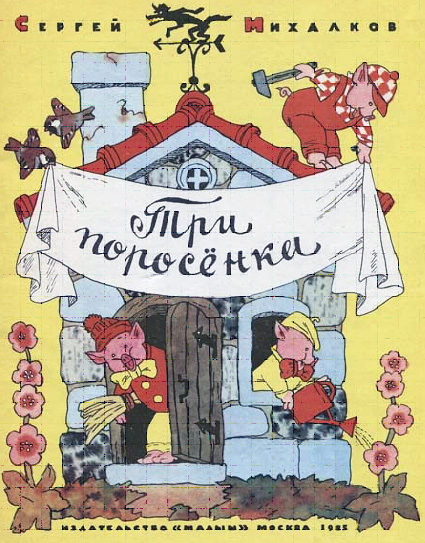 СЕРГЕЙ МИХАЛКОВ
Три
поросёнка
ИЗДАТЕЛЬСТВО «МАЛЫШ» МОСКВА 1985